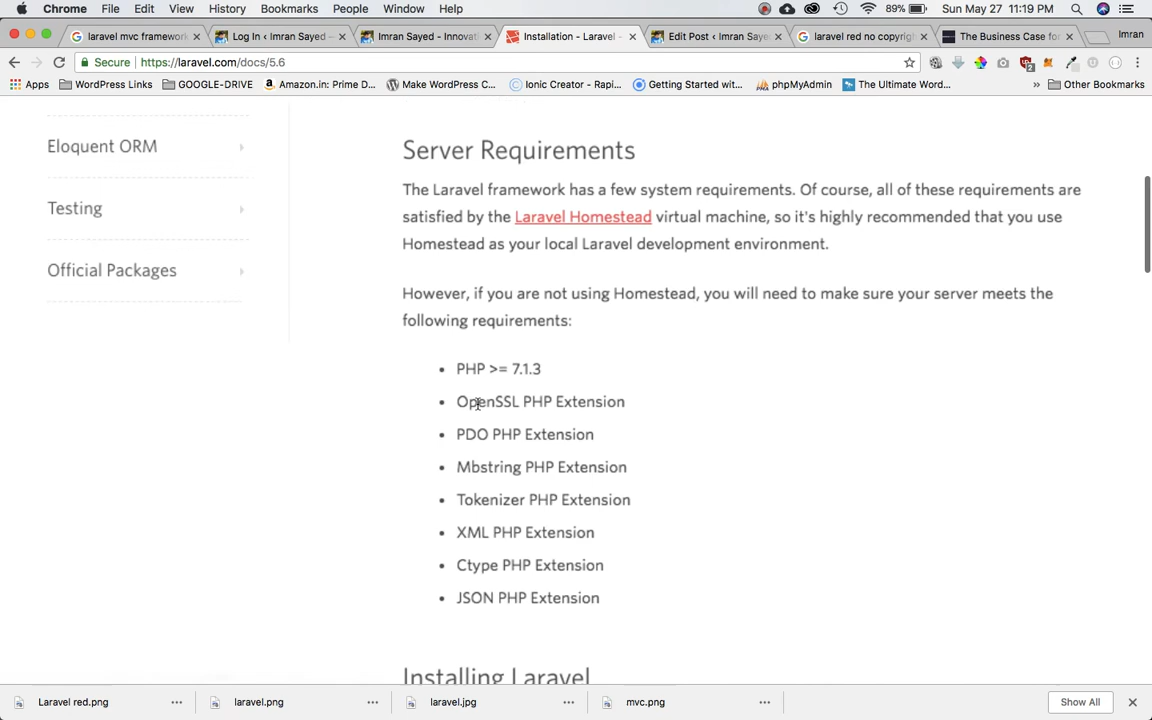 Chrome File Edit View History Bookmarks People Window Help 89% Sun May 27 11:19 PM
laravel mvc framework Log In ‹ Imran Sayed — Imran Sayed - Innovati Installation - Laravel - Edit Post ‹ Imran Saye laravel red no copyrigh The Business Case for Imran
Secure https://laravel.com/docs/5.6
Apps WordPress Links GOOGLE-DRIVE Amazon.in: Prime D... Make WordPress C... Ionic Creator - Rapi... Getting Started wit... phpMyAdmin The Ultimate Word... » Other Bookmarks
Eloquent ORM
Testing
Official Packages
Server Requirements
The Laravel framework has a few system requirements. Of course, all of these requirements are
satisfied by the Laravel Homestead virtual machine, so it's highly recommended that you use
Homestead as your local Laravel development environment.
However, if you are not using Homestead, you will need to make sure your server meets the
following requirements:
• PHP >= 7.1.3
• OpenSSL PHP Extension
• PDO PHP Extension
• Mbstring PHP Extension
• Tokenizer PHP Extension
• XML PHP Extension
• Ctype PHP Extension
• JSON PHP Extension
Installing Laravel
Laravel red.png laravel.png laravel.jpg mvc.png Show All